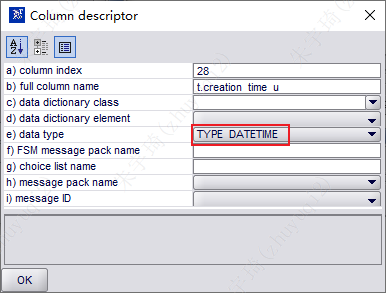 Column descriptor
a) column index 28
b) full column name t.creation_time_u
c) data dictionary class
d) data dictionary element
e) data type TYPE_DATETIME
f) FSM message pack name
g) choice list name
h) message pack name
i) message ID
OK